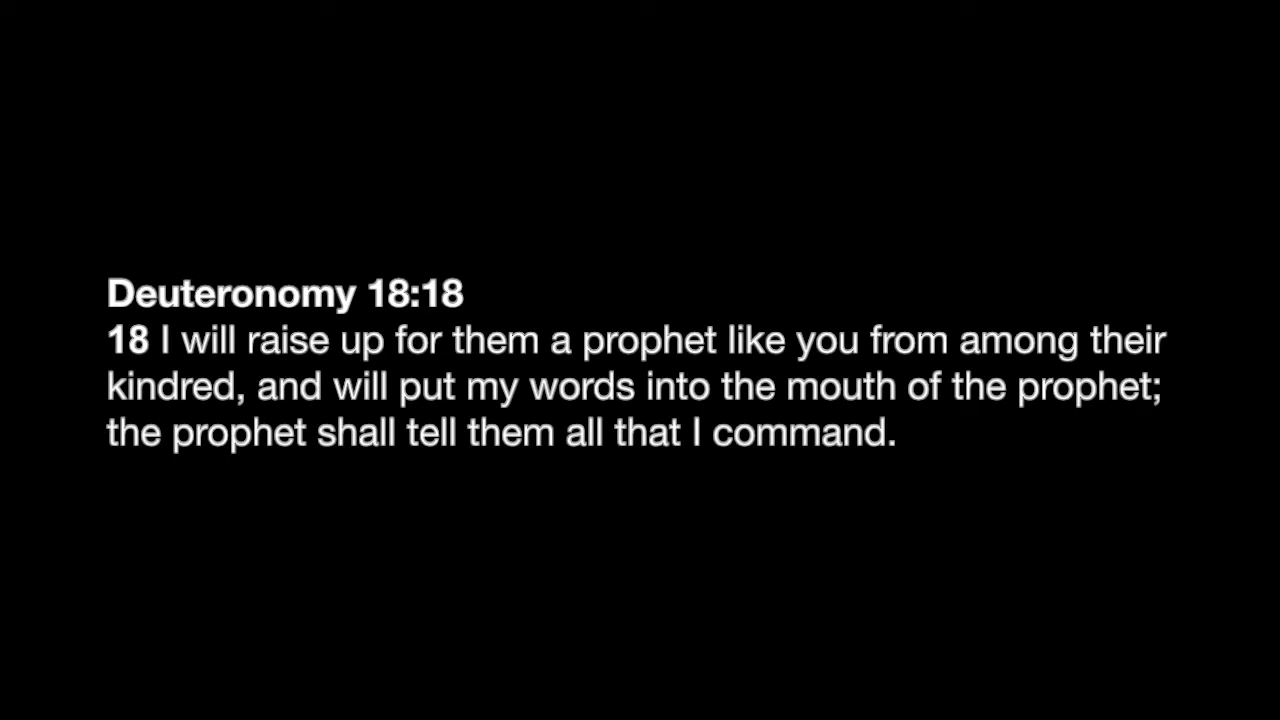 Deuteronomy 18:18
18 I will raise up for them a prophet like you from among their
kindred, and will put my words into the mouth of the prophet;
the prophet shall tell them all that I command.